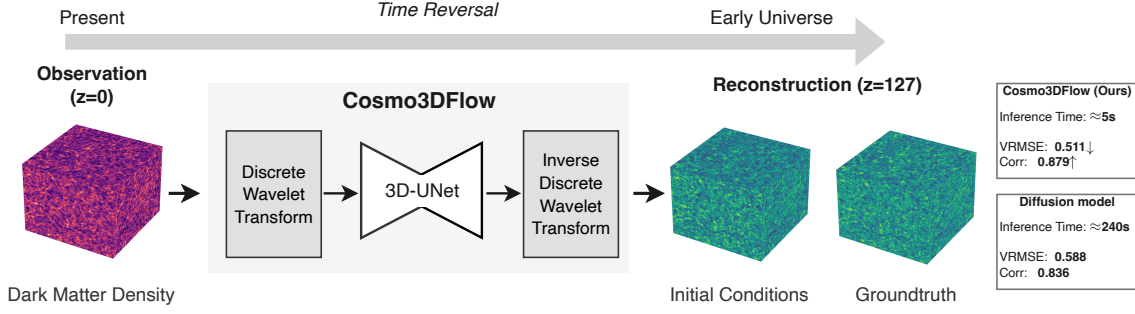 Present
Time Reversal
Early Universe
Observation
(z=0)
Cosmo3DFlow
Discrete
Wavelet
Transform
3D-UNet
Inverse
Discrete
Wavelet
Transform
Reconstruction (z=127)
Cosmo3DFlow (Ours)
Inference Time: ≈5s
VRMSE: 0.511↓
Corr: 0.879↑
Diffusion model
Inference Time: ≈240s
VRMSE: 0.588
Corr: 0.836
Dark Matter Density
Initial Conditions
Groundtruth